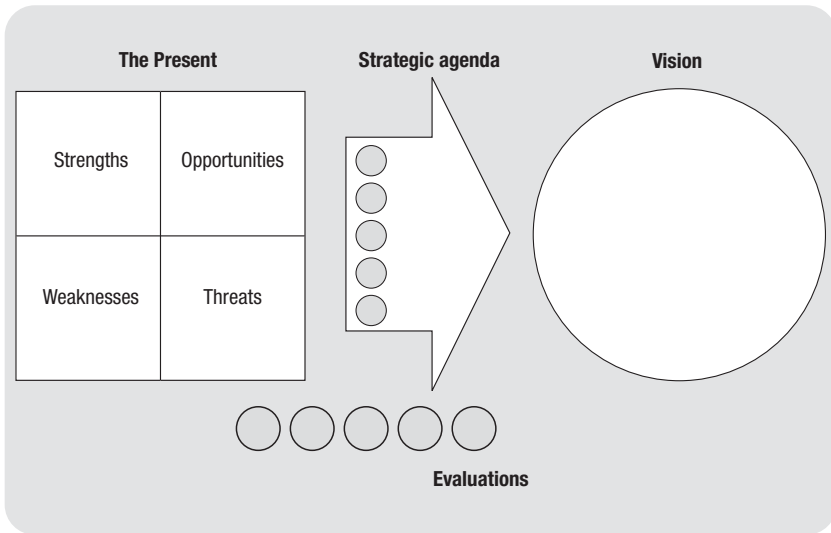 The Present
Strategic agenda
Vision
Strengths
Opportunities
Weaknesses
Threats
Evaluations